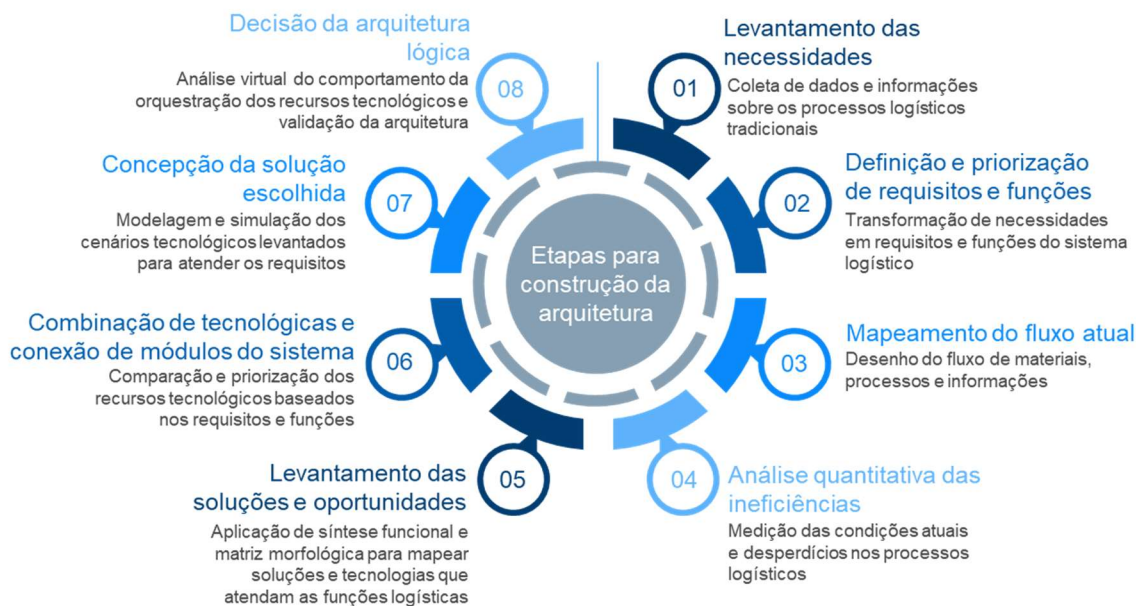 Etapas para
construção da
arquitetura
01
Levantamento das
necessidades
Coleta de dados e informações
sobre os processos logísticos
tradicionais
02
Definição e priorização
de requisitos e funções
Transformação de necessidades
em requisitos e funções do sistema
logístico
03
Mapeamento do fluxo atual
Desenho do fluxo de materiais,
processos e informações
04
Análise quantitativa das
ineficiências
Medição das condições atuais
e desperdícios nos processos
logísticos
05
Levantamento das
soluções e oportunidades
Aplicação de síntese funcional e
matriz morfológica para mapear
soluções e tecnologias que
atendam as funções logísticas
06
Combinação de tecnológicas e
conexão de módulos do sistema
Comparação e priorização dos
recursos tecnológicos baseados
nos requisitos e funções
07
Concepção da solução
escolhida
Modelagem e simulação dos
cenários tecnológicos levantados
para atender os requisitos
08
Decisão da arquitetura
lógica
Análise virtual do comportamento da
orquestração dos recursos tecnológicos e
validação da arquitetura